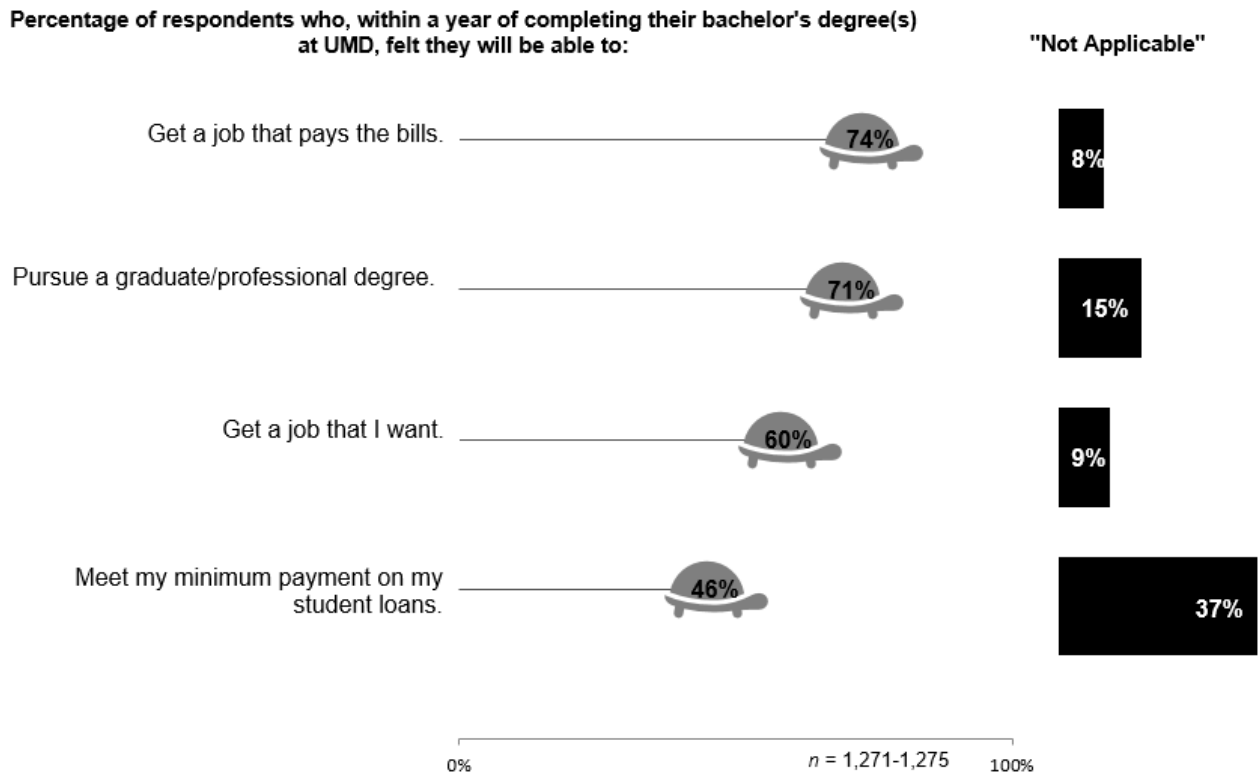 Percentage of respondents who, within a year of completing their bachelor's degree(s)
at UMD, felt they will be able to:
"Not Applicable"
Get a job that pays the bills.
74%
8%
Pursue a graduate/professional degree.
71%
15%
Get a job that I want.
60%
9%
Meet my minimum payment on my
student loans.
46%
37%
0%
n = 1,271-1,275
100%